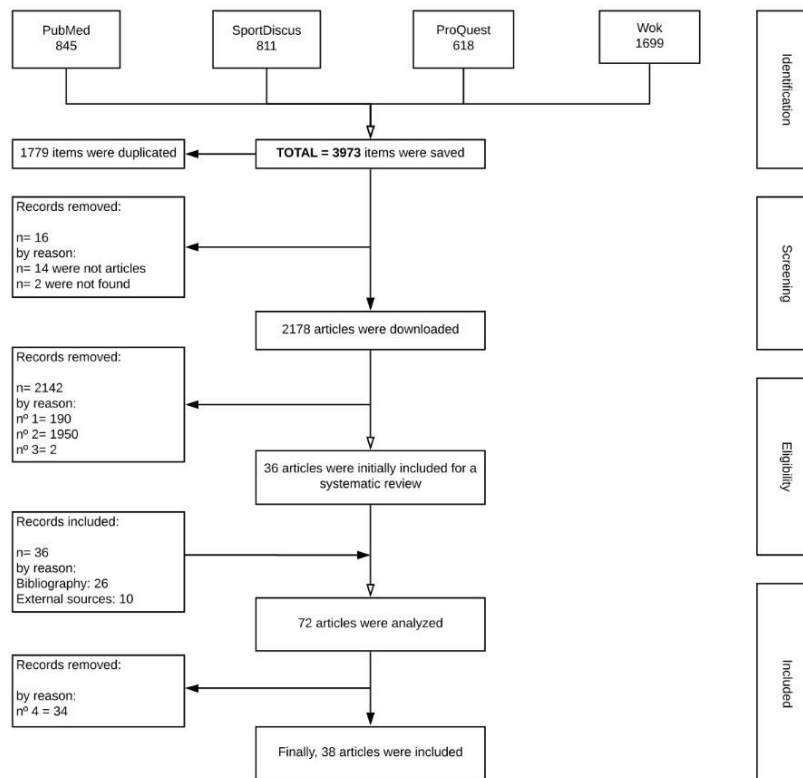 PubMed
845
SportDiscus
811
ProQuest
618
Wok
1699
Identification
1779 items were duplicated
TOTAL = 3973 items were saved
Records removed:
n= 16
by reason:
n= 14 were not articles
n= 2 were not found
Screening
2178 articles were downloaded
Records removed:
n= 2142
by reason:
nº 1= 190
nº 2= 1950
nº 3= 2
Eligibility
36 articles were initially included for a
systematic review
Records included:
n= 36
by reason:
Bibliography: 26
External sources: 10
72 articles were analyzed
Included
Records removed:
by reason:
nº 4 = 34
Finally, 38 articles were included